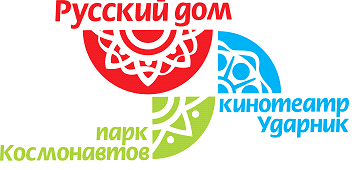 Русский дом
кинотеатр
Ударник
парк
Космонавтов